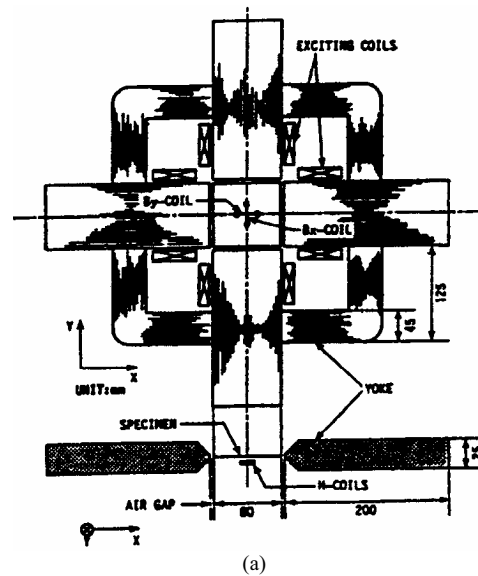 EXCITING COILS
By-COIL
Bx-COIL
125
45
Y
X
UNIT:mm
YOKE
SPECIMEN
H-COILS
AIR GAP
80
200
Y
X
(a)